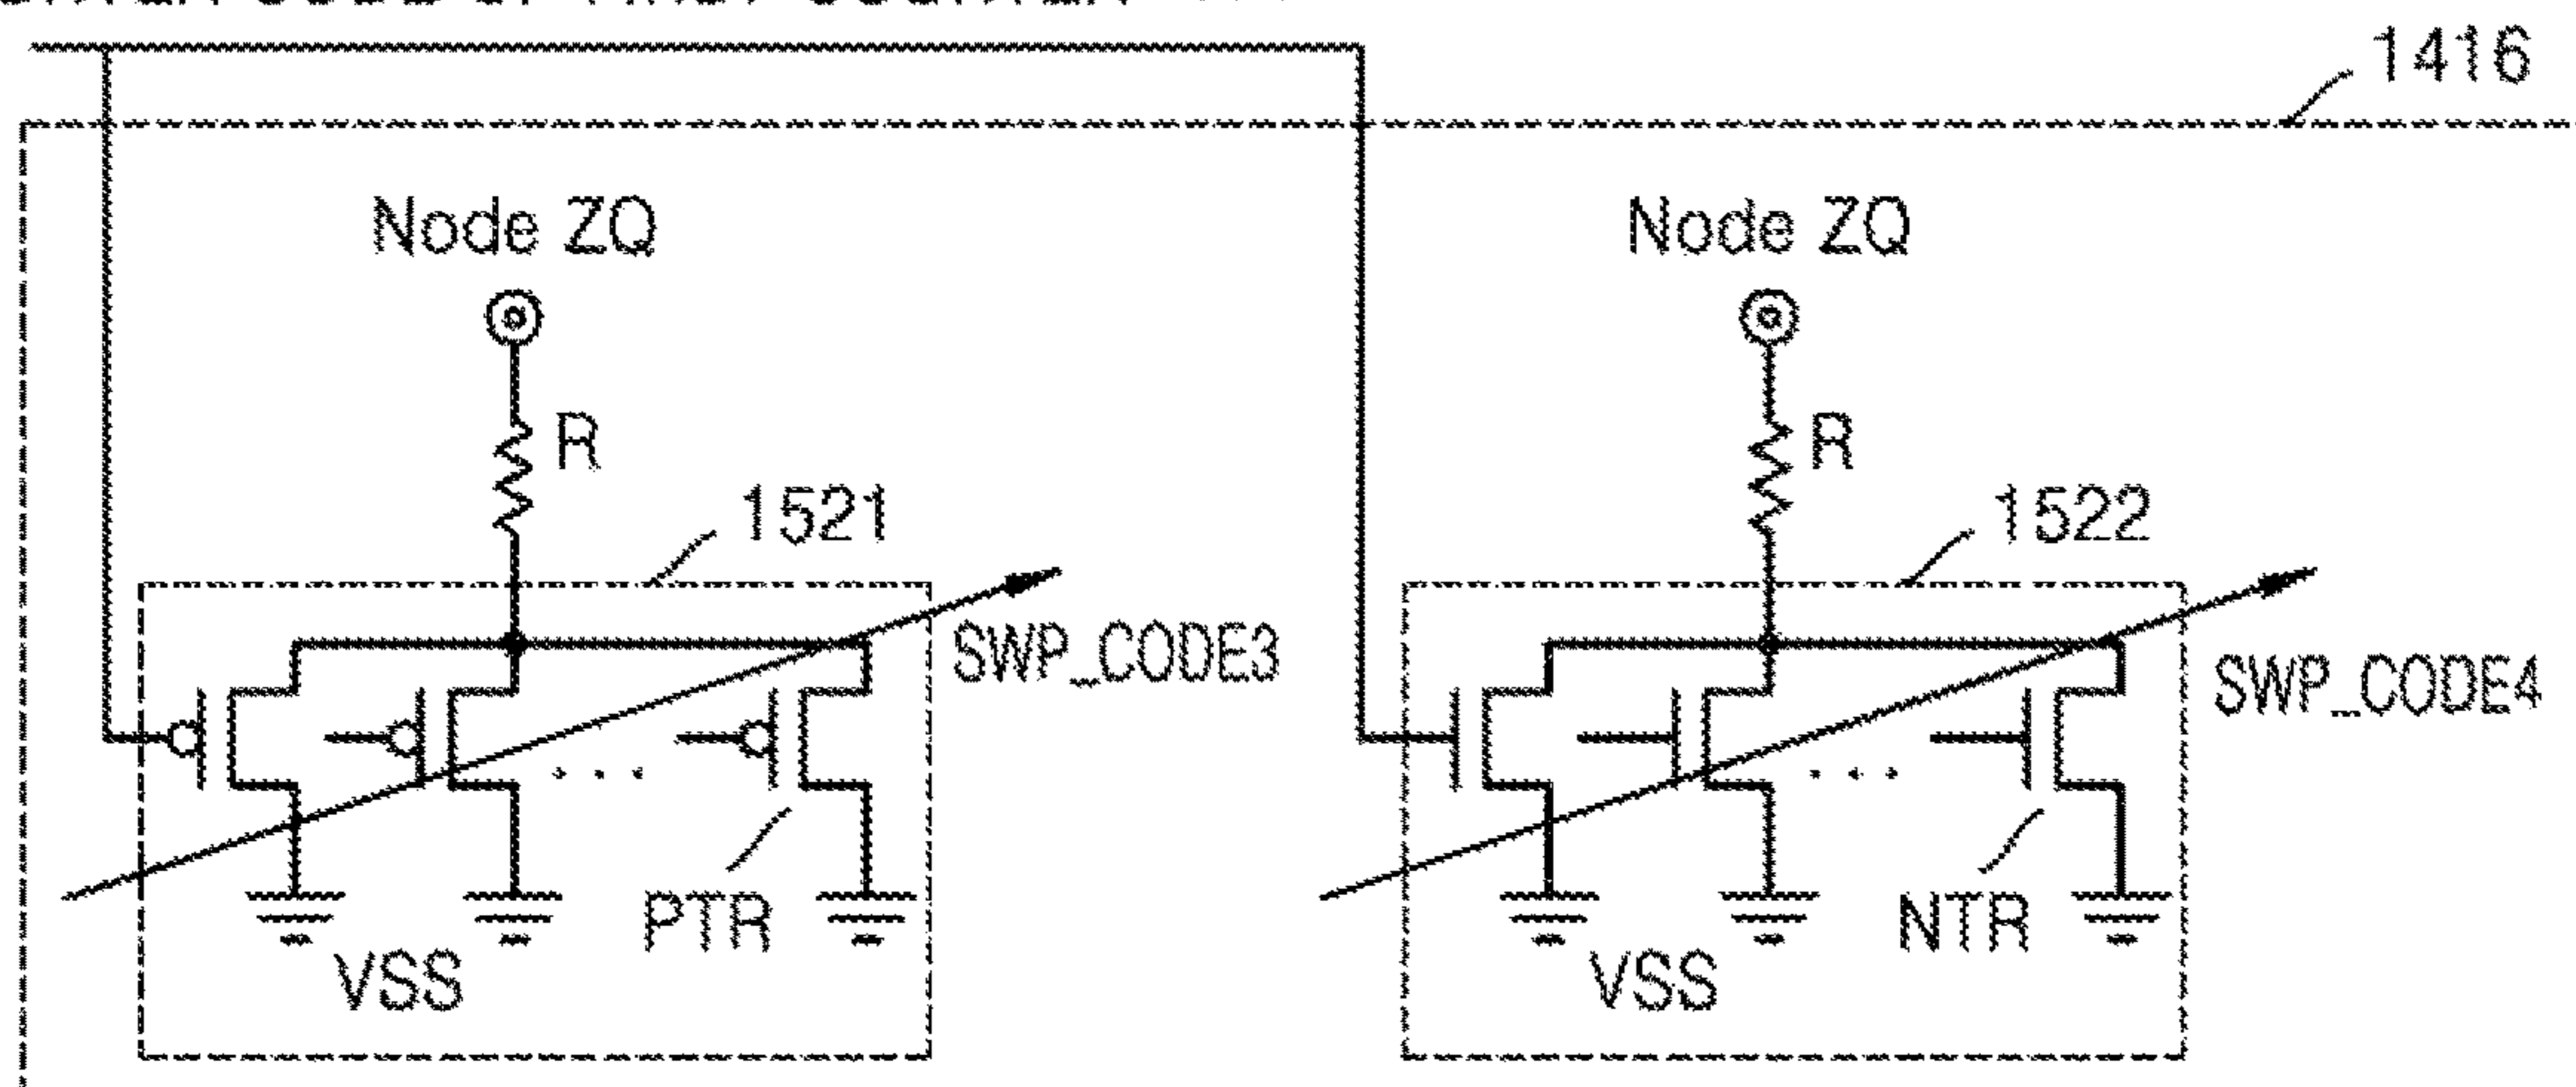 1416
Node ZQ
Node ZQ
R
R
1521
1522
SWP_CODE3
SWP_CODE4
. . .
. . .
PTR
NTR
VSS
VSS